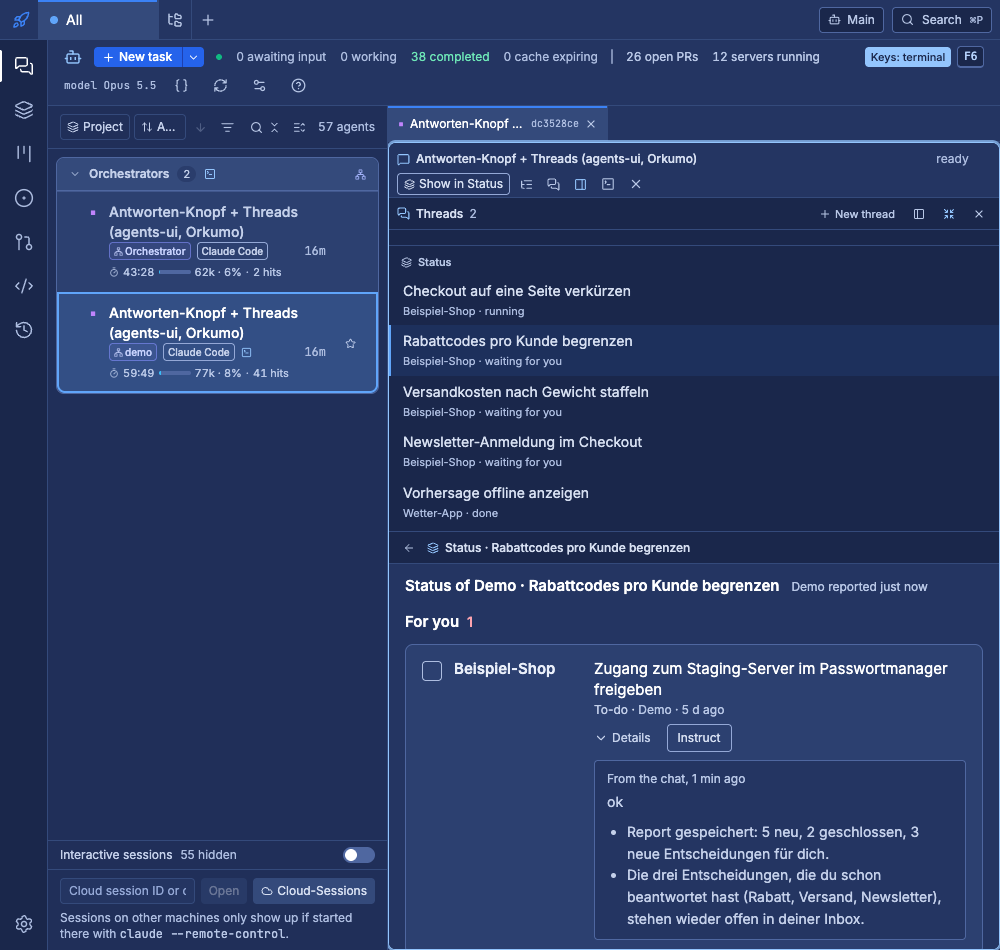 All
Main
Search ⌘P
New task
0 awaiting input
0 working
38 completed
0 cache expiring
26 open PRs
12 servers running
Keys: terminal
F6
model Opus 5.5
Project
A...
57 agents
Orchestrators 2
Antworten-Knopf + Threads
(agents-ui, Orkumo)
Orchestrator
Claude Code
16m
43:28
62k · 6% · 2 hits
Antworten-Knopf + Threads
(agents-ui, Orkumo)
demo
Claude Code
16m
59:49
77k · 8% · 41 hits
Interactive sessions 55 hidden
Cloud session ID or c
Open
Cloud-Sessions
Sessions on other machines only show up if started
there with claude --remote-control.
Antworten-Knopf ... dc3528ce
Antworten-Knopf + Threads (agents-ui, Orkumo)
ready
Show in Status
Threads 2
New thread
Status
Checkout auf eine Seite verkürzen
Beispiel-Shop · running
Rabattcodes pro Kunde begrenzen
Beispiel-Shop · waiting for you
Versandkosten nach Gewicht staffeln
Beispiel-Shop · waiting for you
Newsletter-Anmeldung im Checkout
Beispiel-Shop · waiting for you
Vorhersage offline anzeigen
Wetter-App · done
Status · Rabattcodes pro Kunde begrenzen
Status of Demo · Rabattcodes pro Kunde begrenzen Demo reported just now
For you 1
Beispiel-Shop
Zugang zum Staging-Server im Passwortmanager
freigeben
To-do · Demo · 5 d ago
Details
Instruct
From the chat, 1 min ago
ok
• Report gespeichert: 5 neu, 2 geschlossen, 3
neue Entscheidungen für dich.
• Die drei Entscheidungen, die du schon
beantwortet hast (Rabatt, Versand, Newsletter),
stehen wieder offen in deiner Inbox.